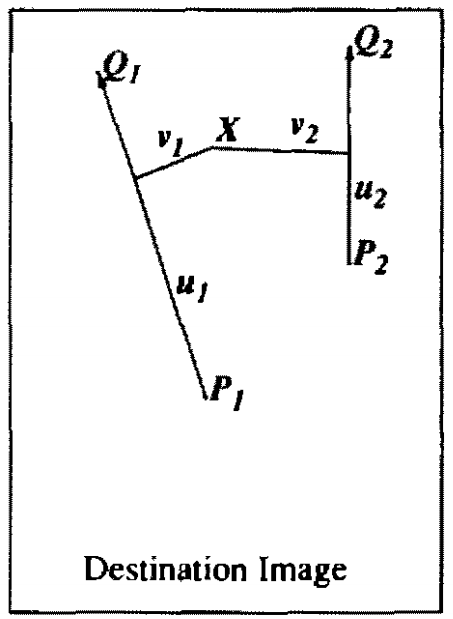 Q2
Q1
v1 X v2
u2
P2
u1
P1
Destination Image